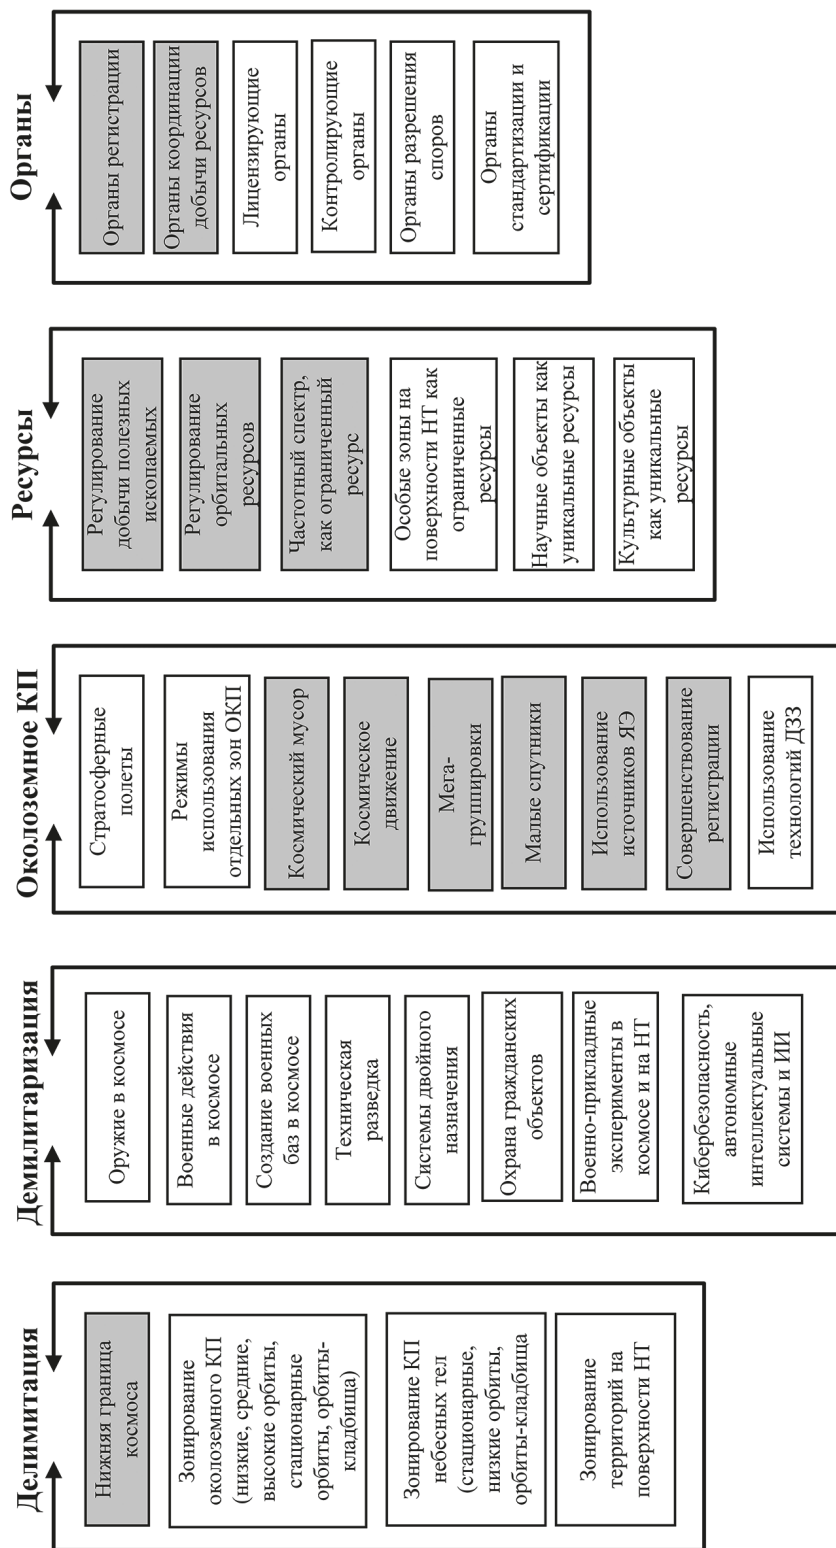 Делимитация
Нижняя граница
космоса
Зонирование
околоземного КП
(низкие, средние,
высокие орбиты,
стационарные
орбиты, орбиты-
кладбища)
Зонирование КП
небесных тел
(стационарные,
низкие орбиты,
орбиты-кладбища
Зонирование
территорий на
поверхности НТ
Демилитаризация
Оружие в космосе
Военные действия
в космосе
Создание военных
баз в космосе
Техническая
разведка
Системы двойного
назначения
Охрана гражданских
объектов
Военно-прикладные
эксперименты в
космосе и на НТ
Кибербезопасность,
автономные
интеллектуальные
системы и ИИ
Околоземное КП
Стратосферные
полеты
Режимы
использования
отдельных зон ОКП
Космический мусор
Космическое
движение
Мега-
группировки
Малые спутники
Использование
источников ЯЭ
Совершенствование
регистрации
Использование
технологий ДЗЗ
Ресурсы
Регулирование
добычи полезных
ископаемых
Регулирование
орбитальных
ресурсов
Частотный спектр,
как ограниченный
ресурс
Особые зоны на
поверхности НТ как
ограниченные
ресурсы
Научные объекты как
уникальные ресурсы
Культурные объекты
как уникальные
ресурсы
Органы
Органы регистрации
Органы координации
добычи ресурсов
Лицензирующие
органы
Контролирующие
органы
Органы разрешения
споров
Органы
стандартизации и
сертификации